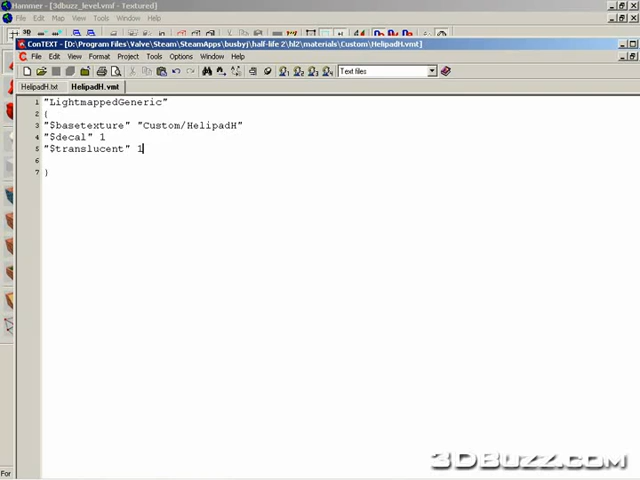 Hammer - [3dbuzz_level.vmf - Textured]
File Edit Map View Tools Instancing Window Help
ConTEXT - [D:\Program Files\Valve\Steam\SteamApps\busbyj\half-life 2\hl2\materials\Custom\HelipadH.vmt]
File Edit View Format Project Tools Options Window Help
Text files
HelipadH.txt HelipadH.vmt
1 "LightmappedGeneric"
2 {
3 "$basetexture" "Custom/HelipadH"
4 "$decal" 1
5 "$translucent" 1
6
7 }
For
3DBuzz.com